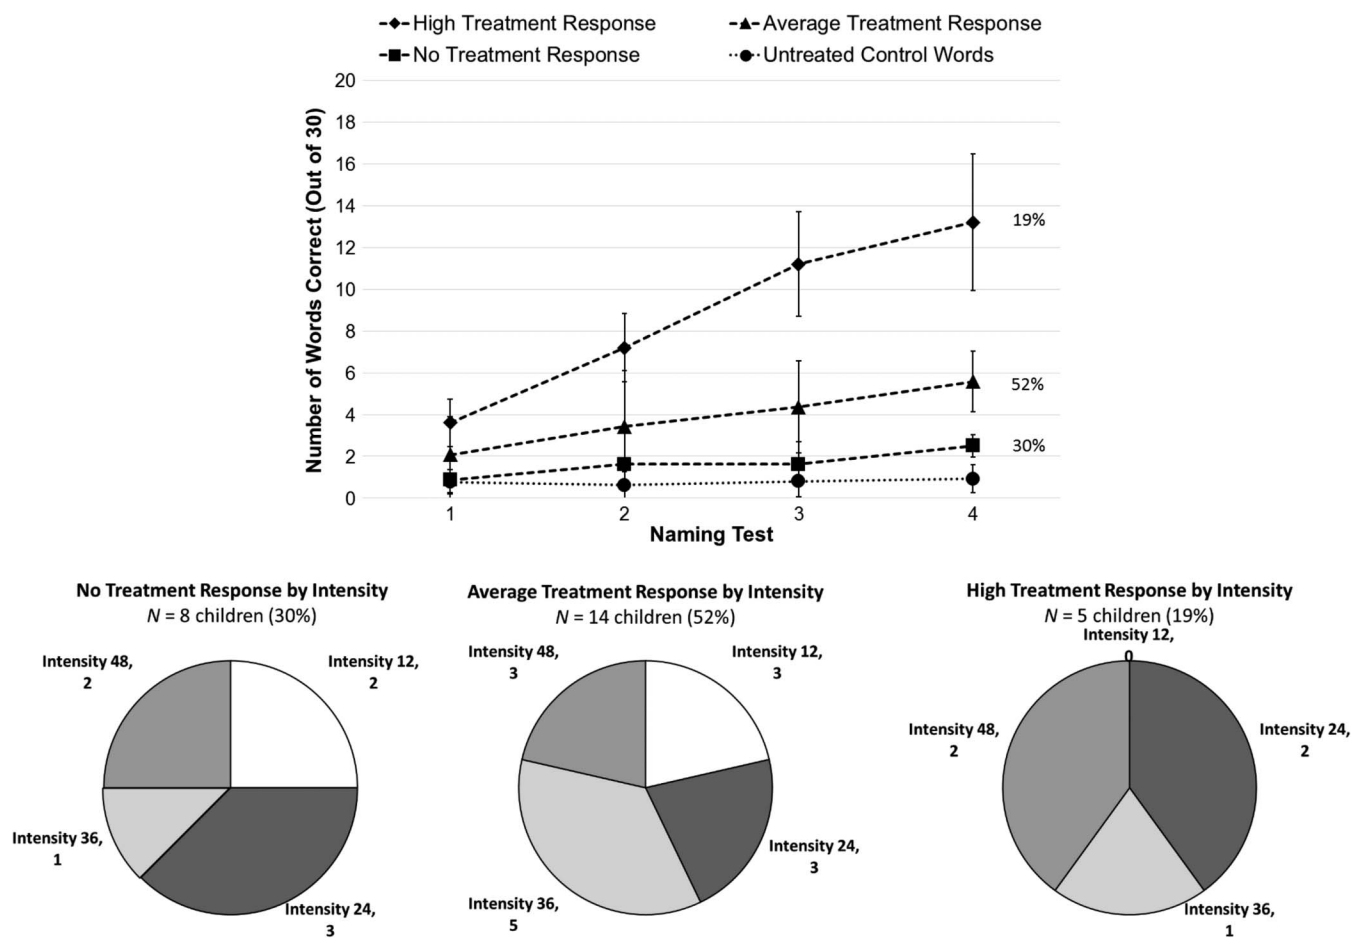 High Treatment Response
Average Treatment Response
No Treatment Response
Untreated Control Words
Number of Words Correct (Out of 30)
20
18
16
14
12
10
8
6
4
2
0
19%
52%
30%
1
2
3
4
Naming Test
No Treatment Response by Intensity
N = 8 children (30%)
Intensity 48,
2
Intensity 12,
2
Intensity 36,
1
Intensity 24,
3
Average Treatment Response by Intensity
N = 14 children (52%)
Intensity 48,
3
Intensity 12,
3
Intensity 24,
3
Intensity 36,
5
High Treatment Response by Intensity
N = 5 children (19%)
Intensity 12,
0
Intensity 48,
2
Intensity 24,
2
Intensity 36,
1